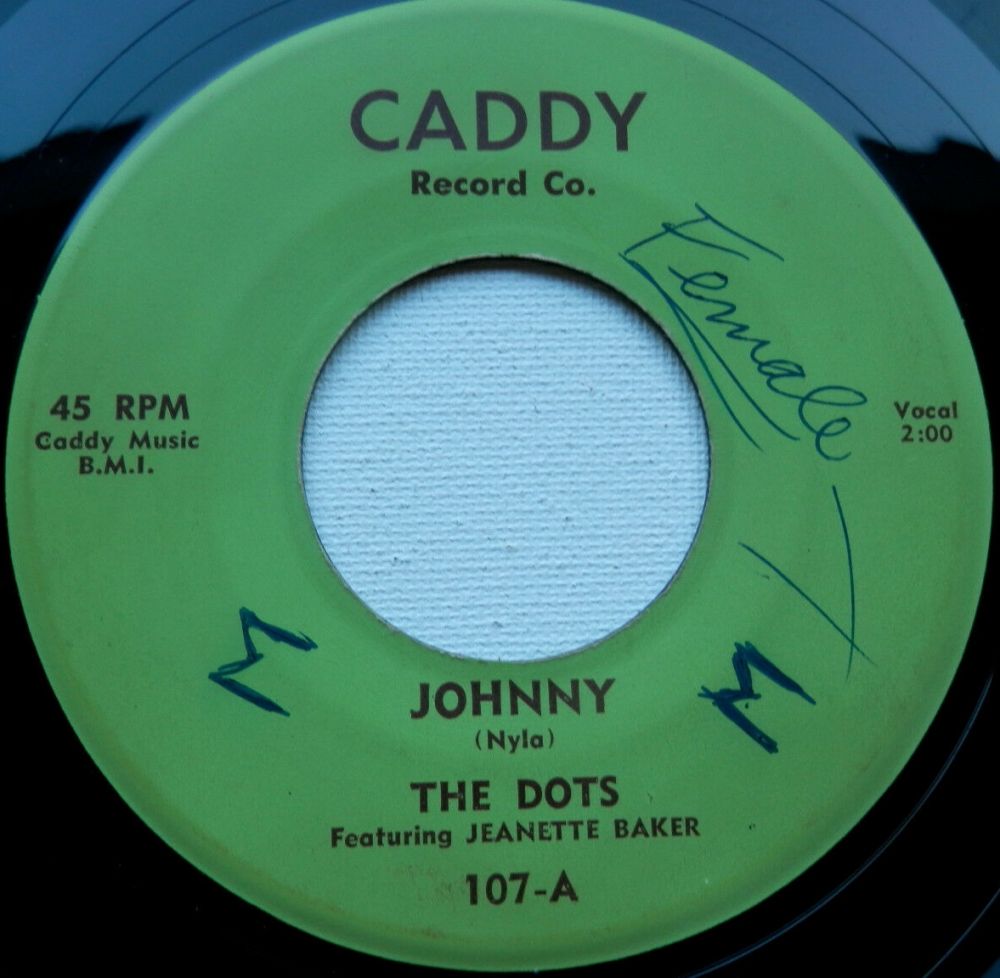 CADDY
Record Co.
Female
45 RPM
Caddy Music
B.M.I.
Vocal
2:00
JOHNNY
(Nyla)
THE DOTS
Featuring JEANETTE BAKER
107-A